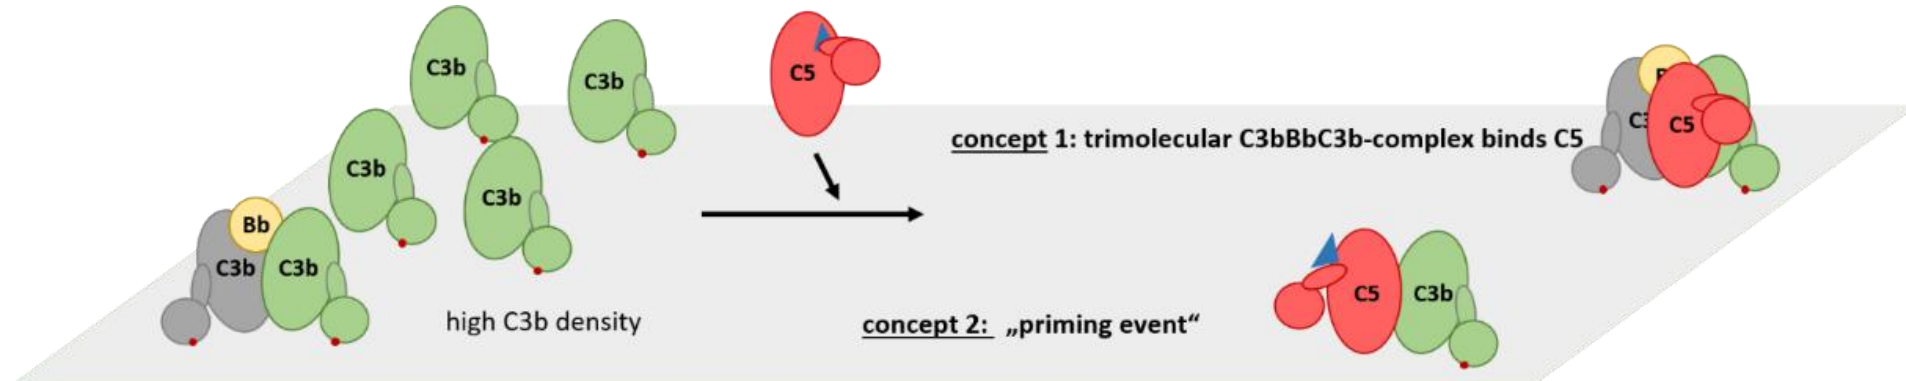 C3b
C3b
C5
C3b
C3b
Bb
C3b
C3b
high C3b density
concept 1: trimolecular C3bBbC3b-complex binds C5
C5
concept 2: „priming event“
C5
C3b